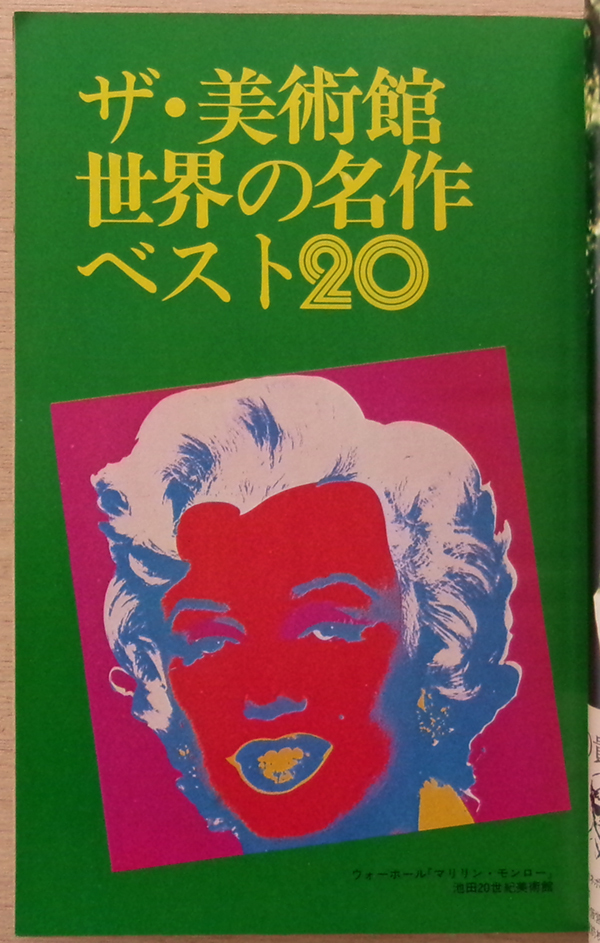 ザ・美術館
世界の名作
ベスト20
ウォーホール「マリリン・モンロー」
池田20世紀美術館